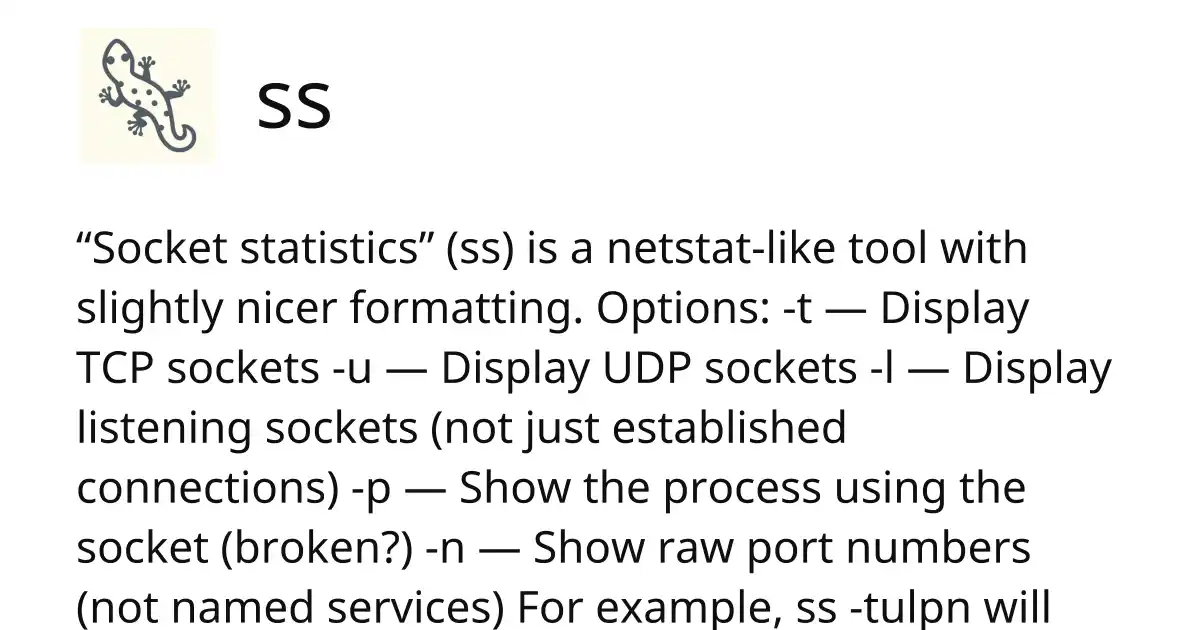 ss
“Socket statistics” (ss) is a netstat-like tool with
slightly nicer formatting. Options: -t — Display
TCP sockets -u — Display UDP sockets -l — Display
listening sockets (not just established
connections) -p — Show the process using the
socket (broken?) -n — Show raw port numbers
(not named services) For example, ss -tulpn will